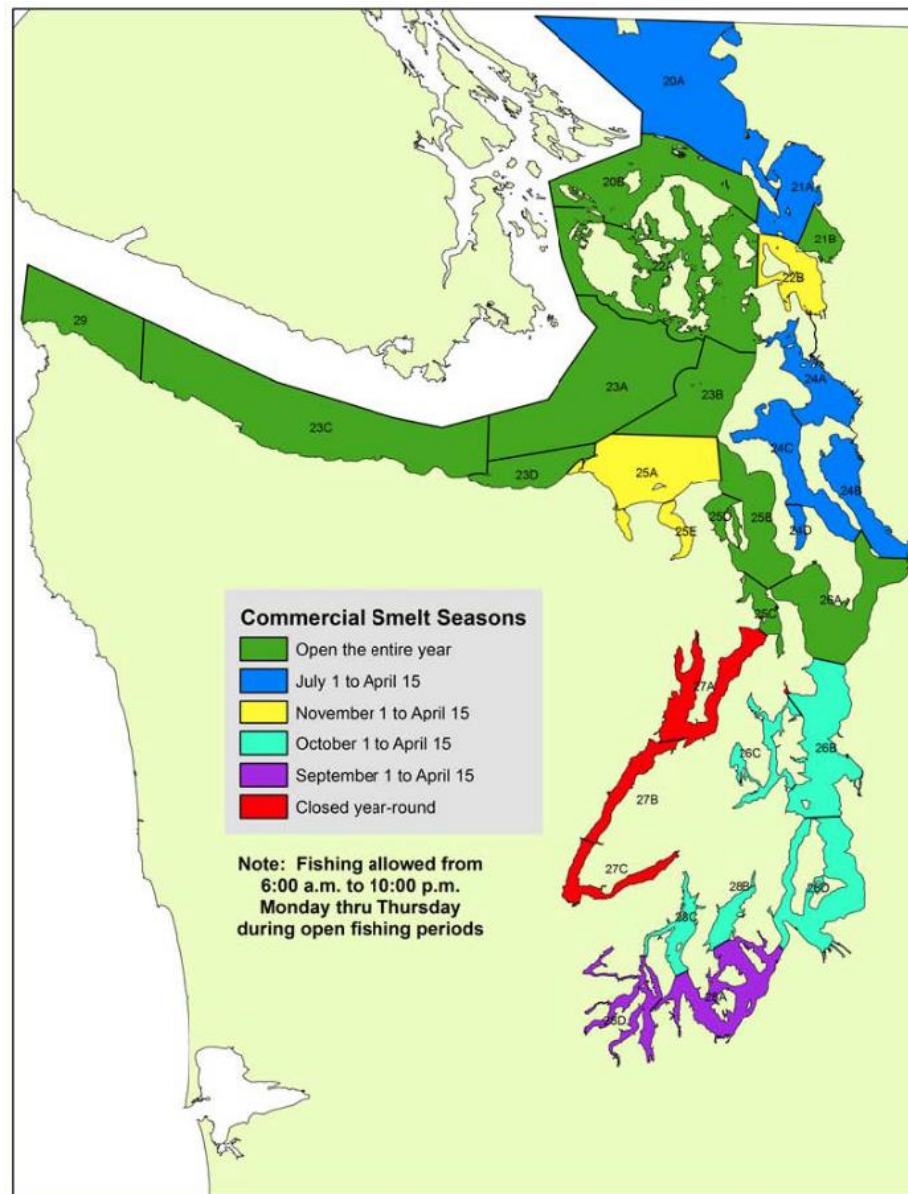 20A
21A
20B
21B
22A
22B
29
24A
23A
23B
23C
24C
25A
23D
24B
25D
25B
24D
25E
26A
25C
Commercial Smelt Seasons
Open the entire year
July 1 to April 15
November 1 to April 15
October 1 to April 15
September 1 to April 15
Closed year-round
27A
26B
26C
27B
Note: Fishing allowed from
6:00 a.m. to 10:00 p.m.
Monday thru Thursday
during open fishing periods
27C
28B
26D
28C
28A
28D